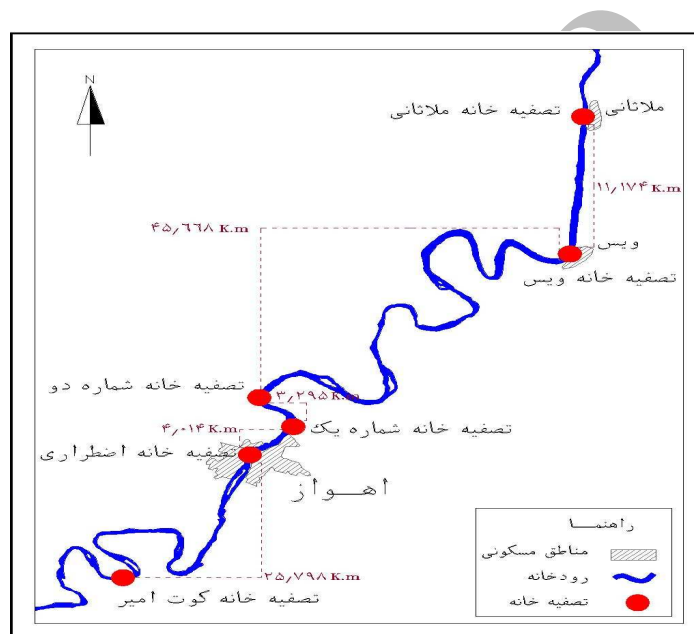 N
ملاثانی
تصفیه خانه ملاثانی
۱۱٫۱۷۴ K.m
۴۵٫۶۶۸ K.m
ویس
تصفیه خانه ویس
تصفیه خانه شماره دو
۳٫۲۹۵ K.m
۴٫۰۱۴ K.m
تصفیه خانه شماره یک
تصفیه خانه اضطراری
اهــواز
۲۵٫۷۹۸ K.m
تصفیه خانه کوت امیر
راهنمــا
مناطق مسکونی
رودخانه
تصفیه خانه